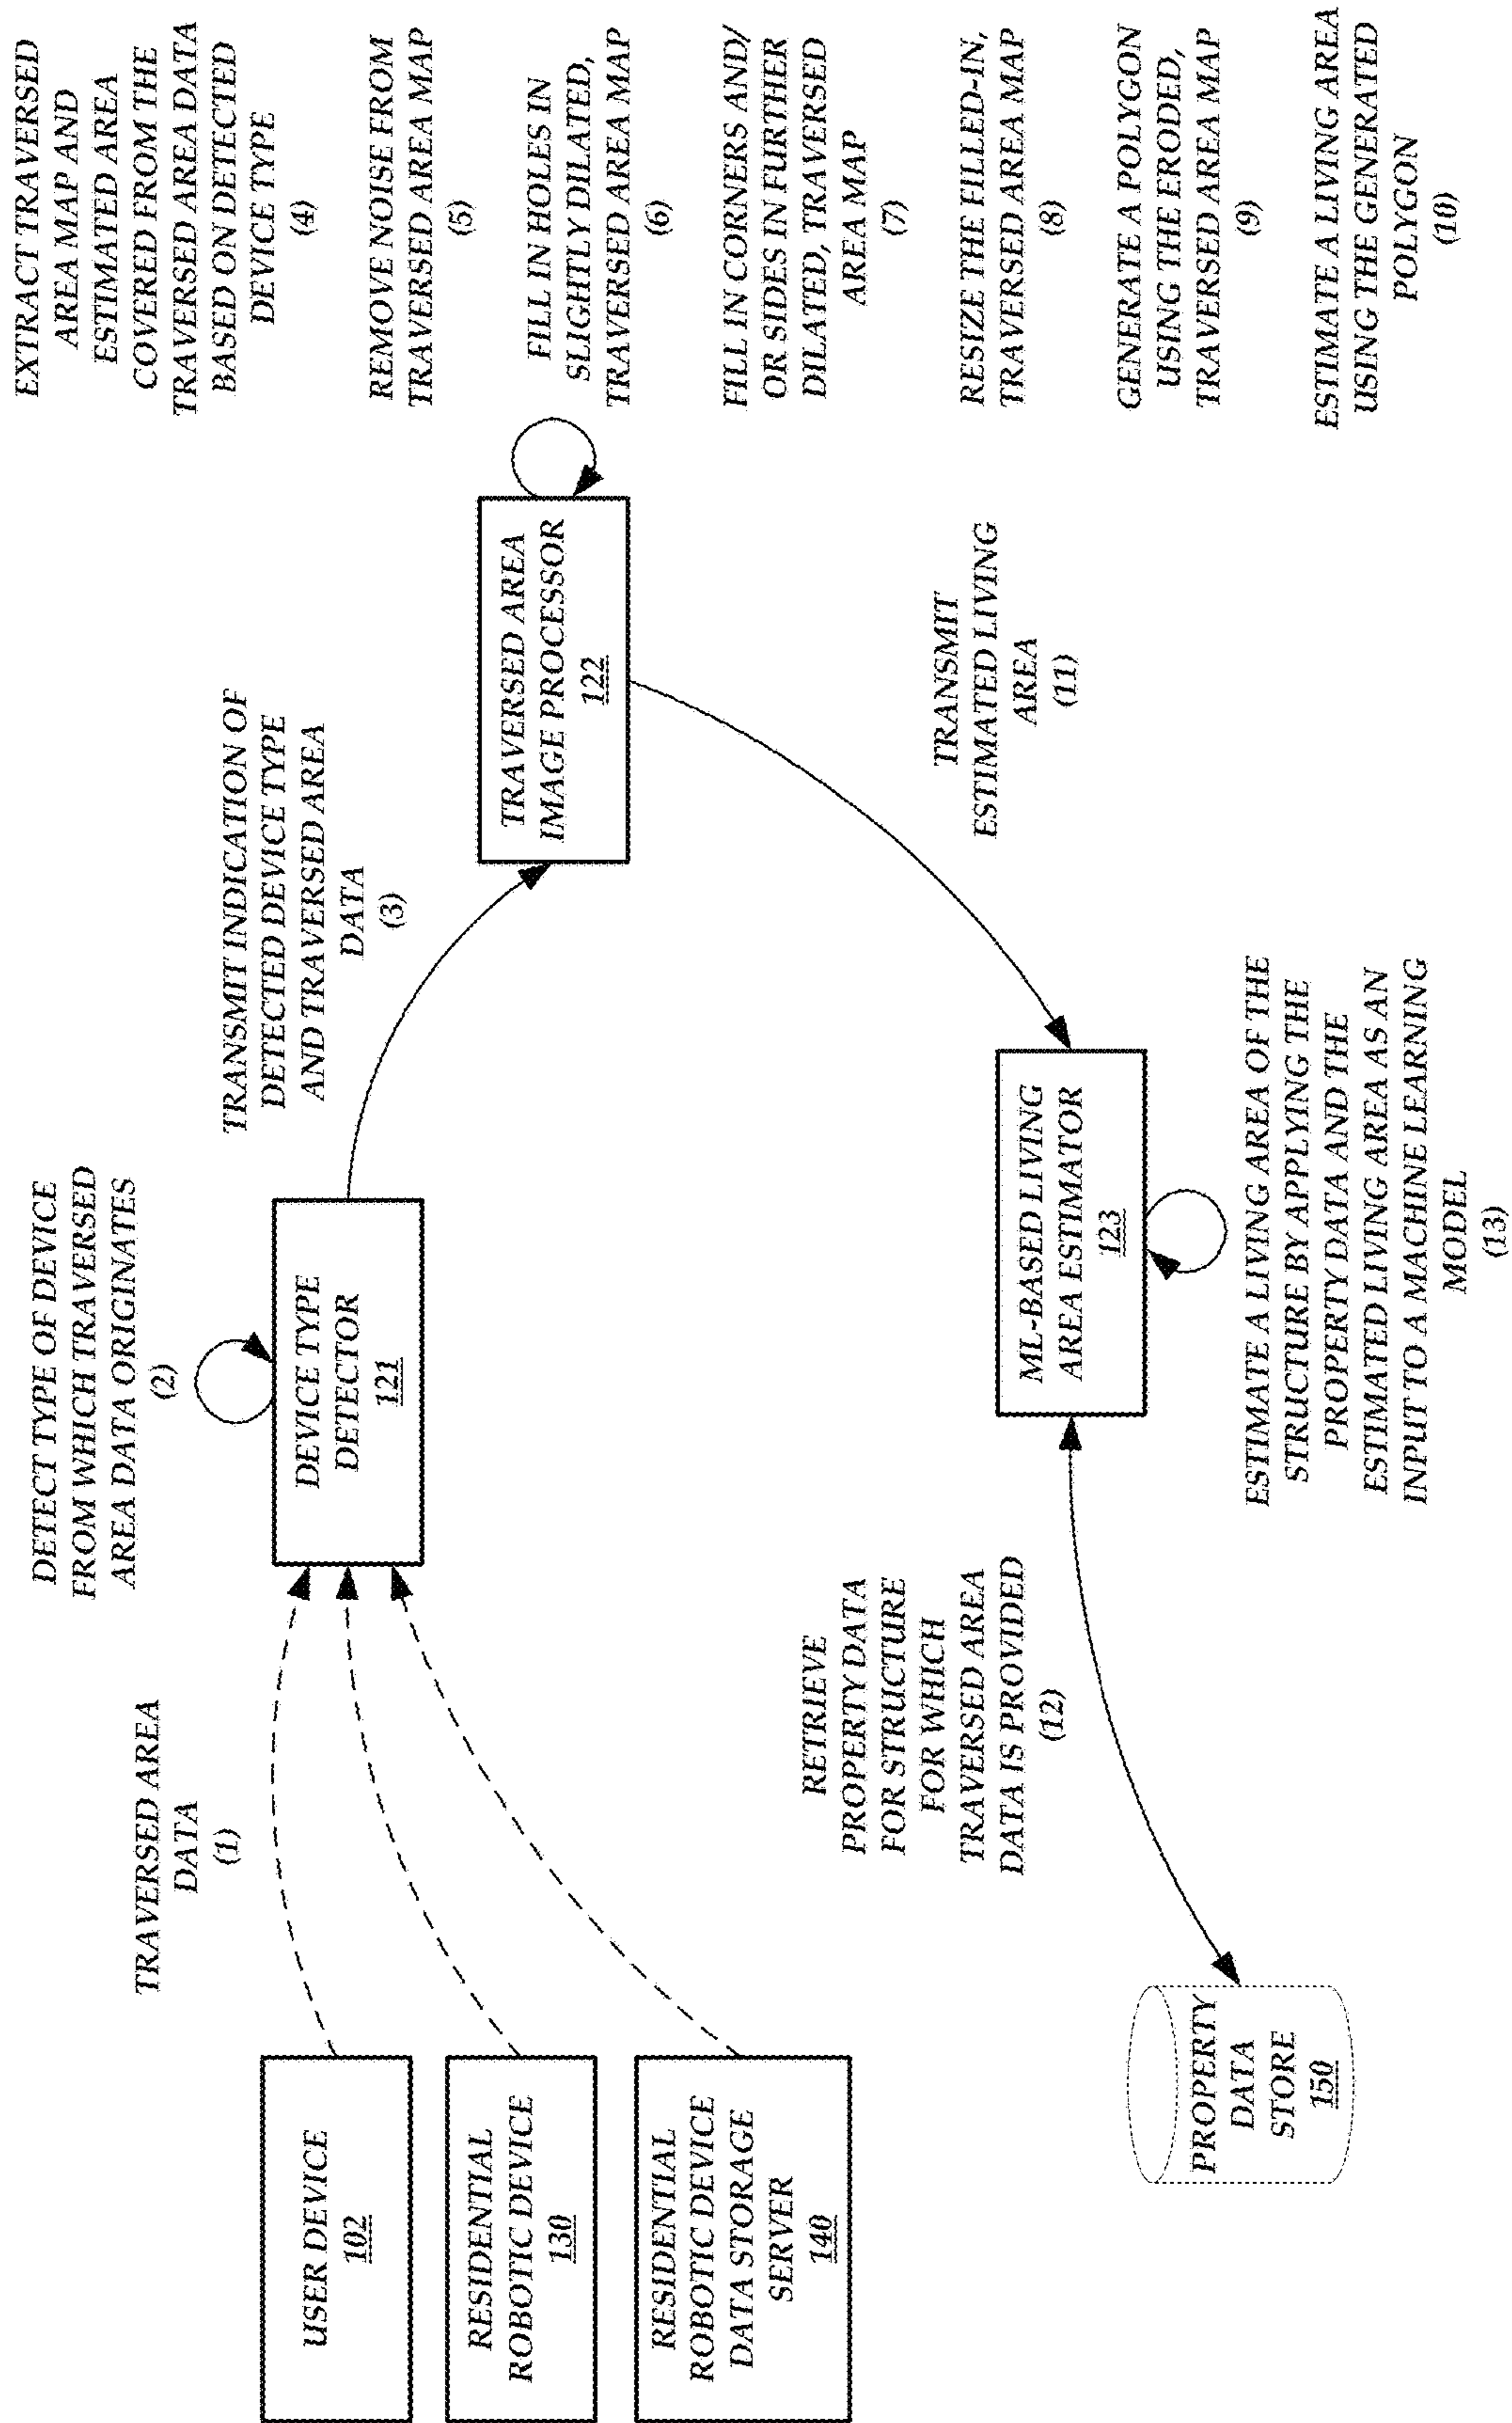 TRAVERSED AREA
DATA
(1)
DETECT TYPE OF DEVICE
FROM WHICH TRAVERSED
AREA DATA ORIGINATES
(2)
TRANSMIT INDICATION OF
DETECTED DEVICE TYPE
AND TRAVERSED AREA
DATA
(3)
EXTRACT TRAVERSED
AREA MAP AND
ESTIMATED AREA
COVERED FROM THE
TRAVERSED AREA DATA
BASED ON DETECTED
DEVICE TYPE
(4)
REMOVE NOISE FROM
TRAVERSED AREA MAP
(5)
FILL IN HOLES IN
SLIGHTLY DILATED,
TRAVERSED AREA MAP
(6)
FILL IN CORNERS AND/
OR SIDES IN FURTHER
DILATED, TRAVERSED
AREA MAP
(7)
RESIZE THE FILLED-IN,
TRAVERSED AREA MAP
(8)
GENERATE A POLYGON
USING THE ERODED,
TRAVERSED AREA MAP
(9)
ESTIMATE A LIVING AREA
USING THE GENERATED
POLYGON
(10)
USER DEVICE
102
RESIDENTIAL
ROBOTIC DEVICE
130
RESIDENTIAL
ROBOTIC DEVICE
DATA STORAGE
SERVER
140
DEVICE TYPE
DETECTOR
121
TRAVERSED AREA
IMAGE PROCESSOR
122
TRANSMIT
ESTIMATED LIVING
AREA
(11)
RETRIEVE
PROPERTY DATA
FOR STRUCTURE
FOR WHICH
TRAVERSED AREA
DATA IS PROVIDED
(12)
ML-BASED LIVING
AREA ESTIMATOR
123
PROPERTY
DATA
STORE
150
ESTIMATE A LIVING AREA OF THE
STRUCTURE BY APPLYING THE
PROPERTY DATA AND THE
ESTIMATED LIVING AREA AS AN
INPUT TO A MACHINE LEARNING
MODEL
(13)